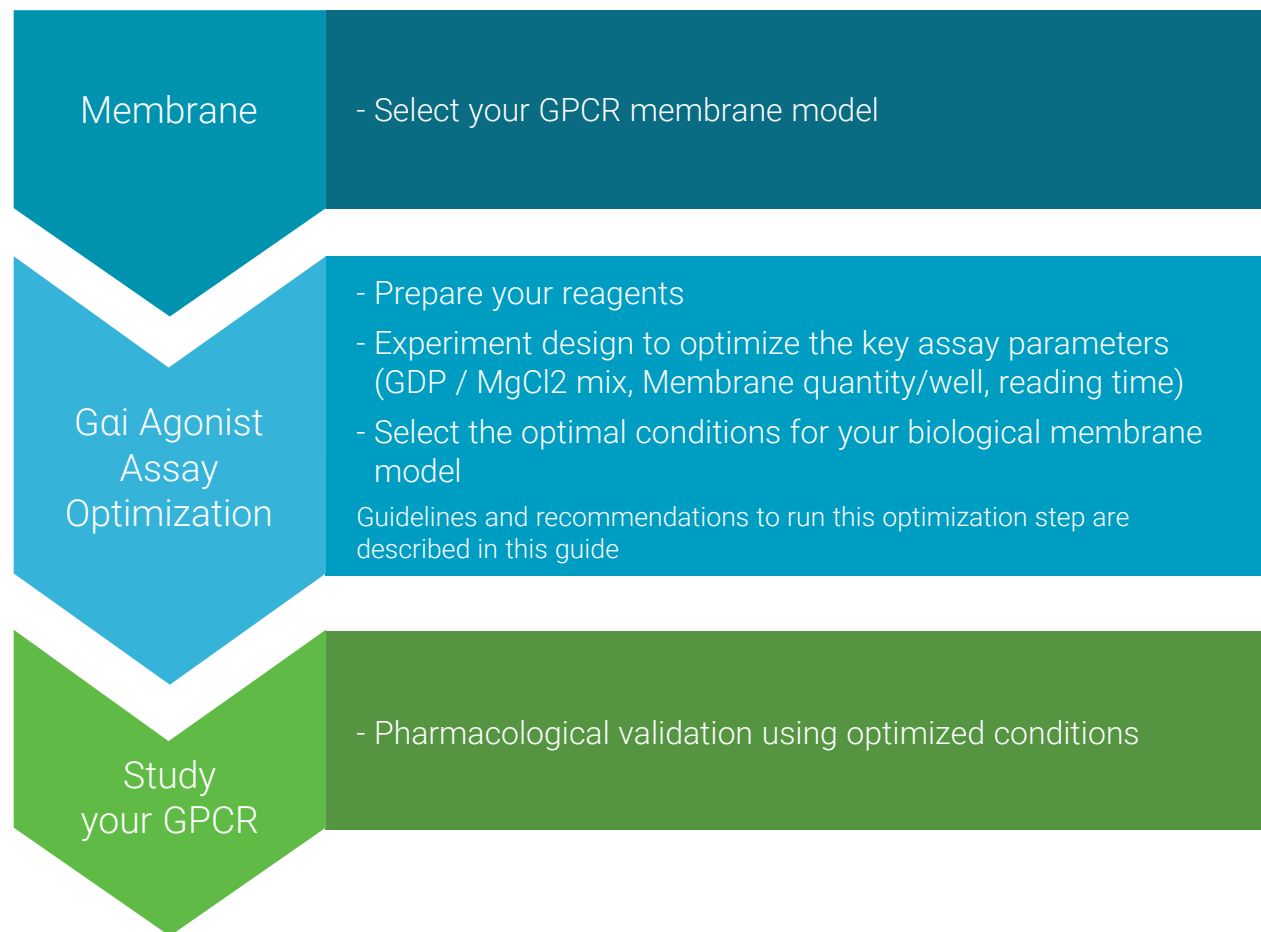 Membrane
- Select your GPCR membrane model
Gαi Agonist
Assay
Optimization
- Prepare your reagents
- Experiment design to optimize the key assay parameters
(GDP / MgCl2 mix, Membrane quantity/well, reading time)
- Select the optimal conditions for your biological membrane
model
Guidelines and recommendations to run this optimization step are
described in this guide
Study
your GPCR
- Pharmacological validation using optimized conditions